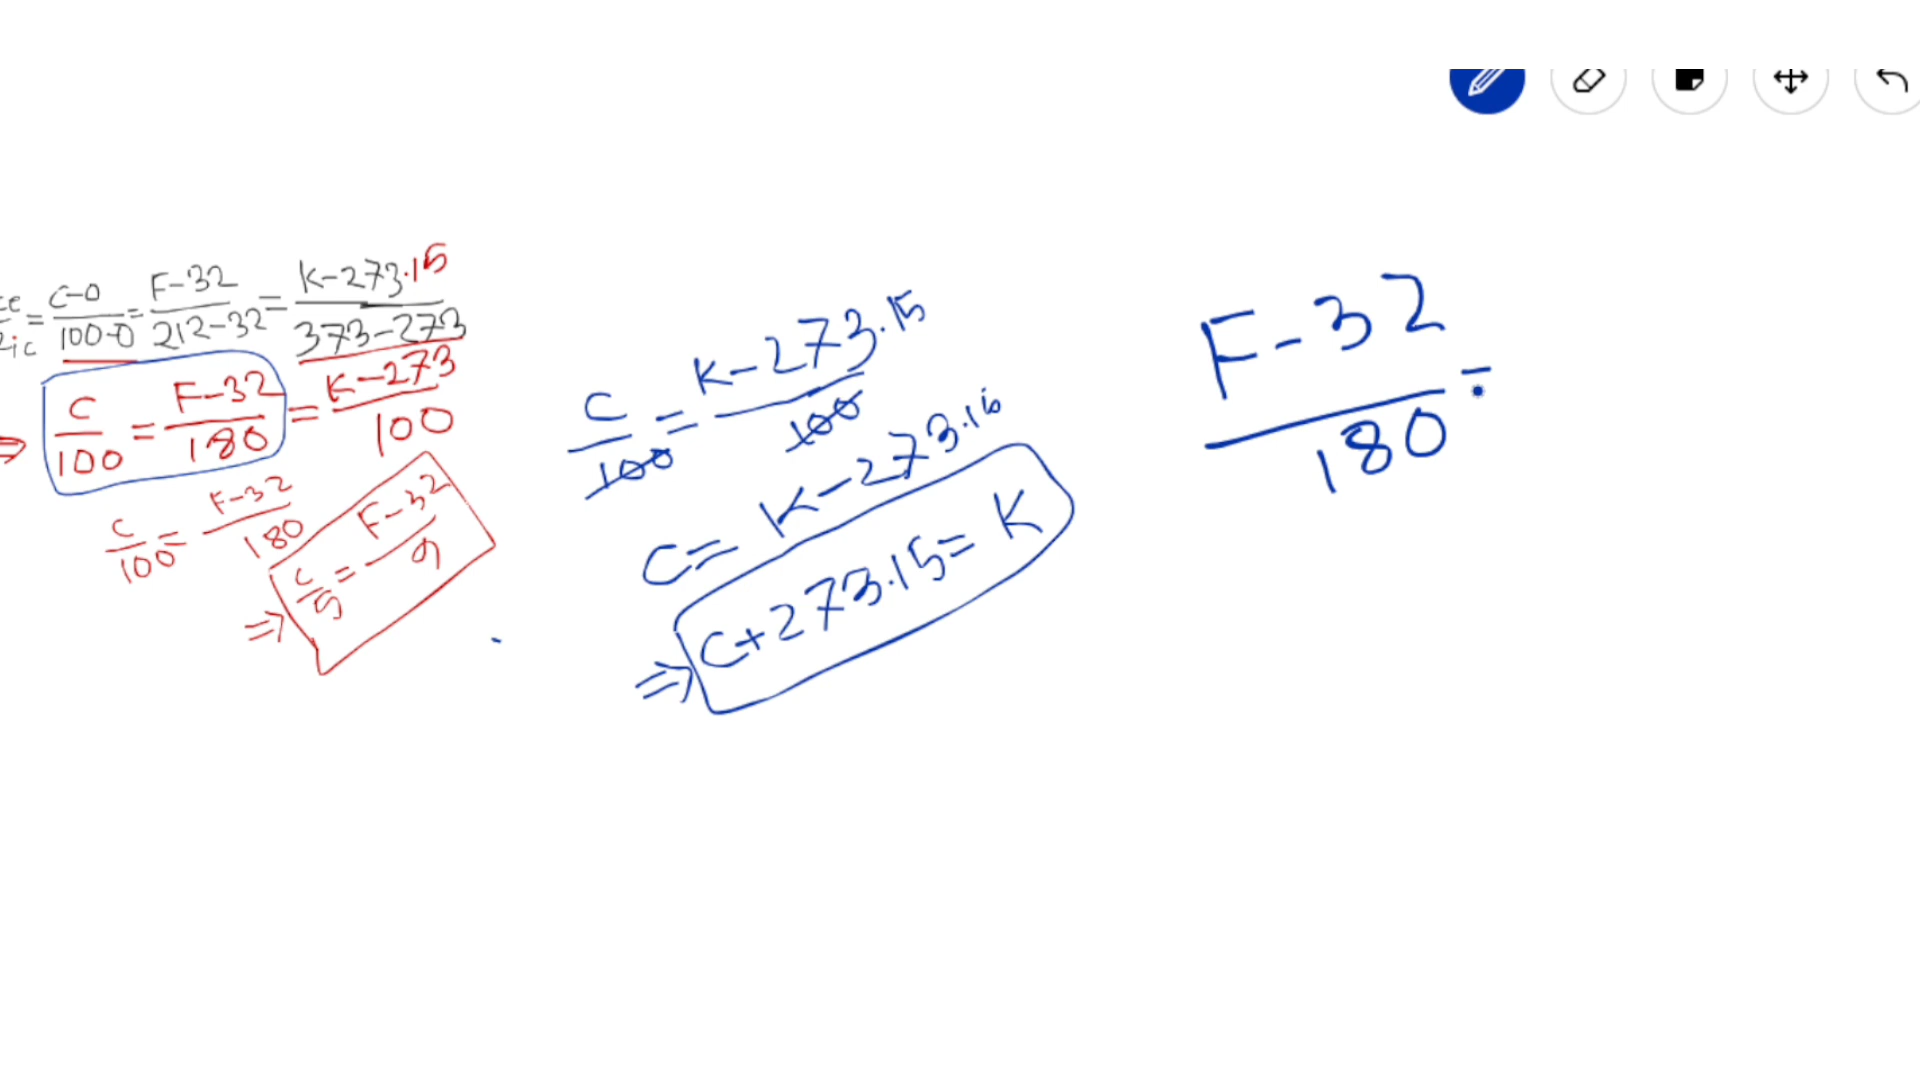 = C-0/100-0 = F-32/212-32 = K-273.15/373-273
⇒ C/100 = F-32/180 = K-273/100
C/100 = F-32/180
⇒ C/5 = F-32/9
C/100 = K-273.15/100
C = K-273.15
⇒ C+273.15 = K
F-32/180